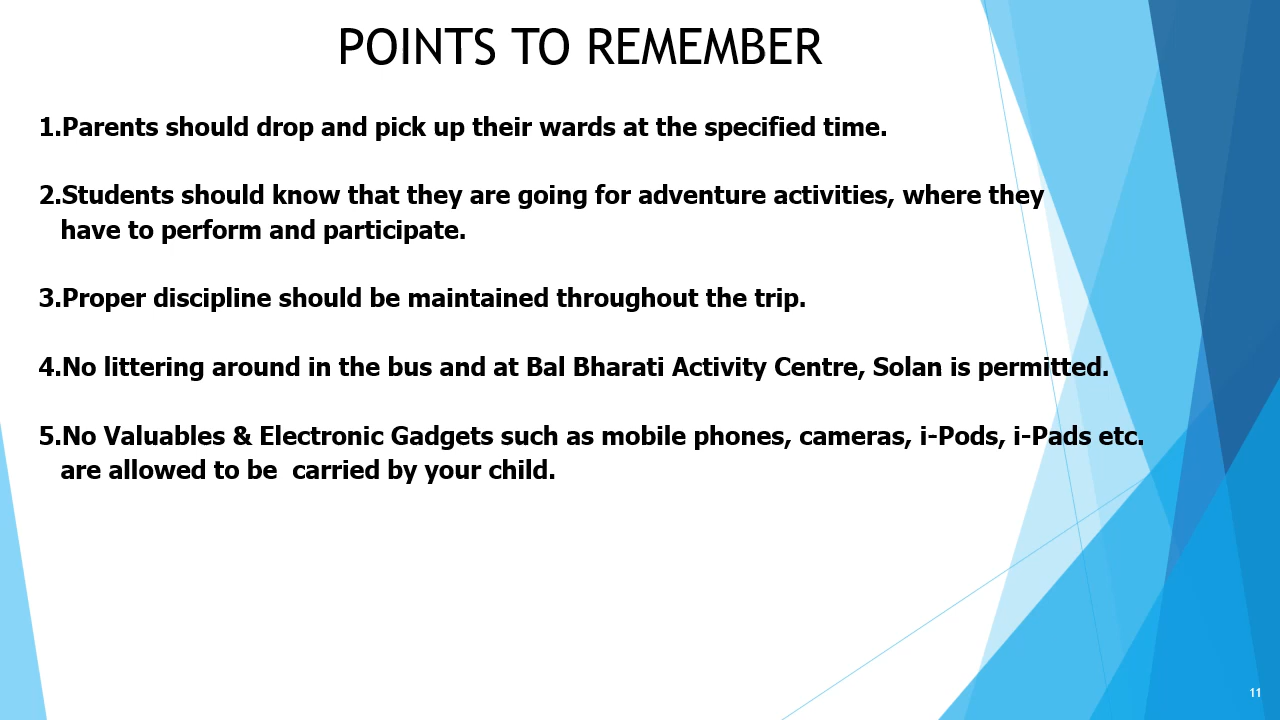 POINTS TO REMEMBER
1.Parents should drop and pick up their wards at the specified time.
2.Students should know that they are going for adventure activities, where they
have to perform and participate.
3.Proper discipline should be maintained throughout the trip.
4.No littering around in the bus and at Bal Bharati Activity Centre, Solan is permitted.
5.No Valuables & Electronic Gadgets such as mobile phones, cameras, i-Pods, i-Pads etc.
are allowed to be  carried by your child.
11